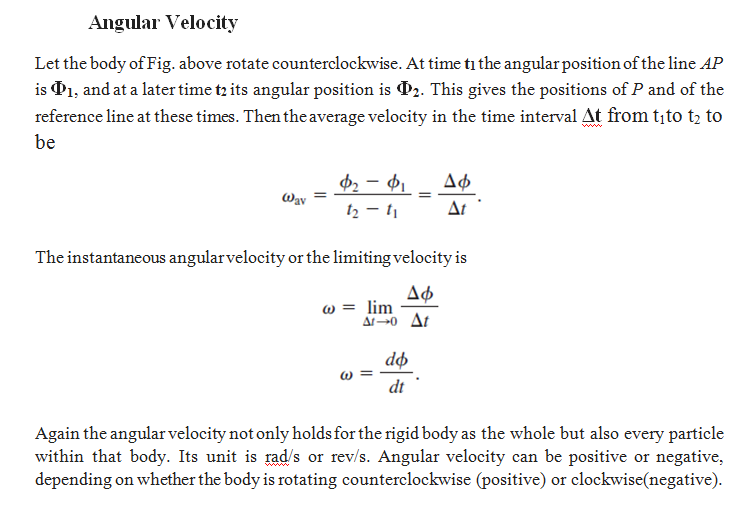 Angular Velocity
Let the body of Fig. above rotate counterclockwise. At time t1 the angular position of the line AP
is Φ1, and at a later time t2 its angular position is Φ2. This gives the positions of P and of the
reference line at these times. Then the average velocity in the time interval Δt from t1 to t2 to
be
ω_av = (ϕ2 − ϕ1) / (t2 − t1) = Δϕ / Δt.
The instantaneous angular velocity or the limiting velocity is
ω = lim Δt→0 Δϕ / Δt
ω = dϕ / dt.
Again the angular velocity not only holds for the rigid body as the whole but also every particle
within that body. Its unit is rad/s or rev/s. Angular velocity can be positive or negative,
depending on whether the body is rotating counterclockwise (positive) or clockwise(negative).